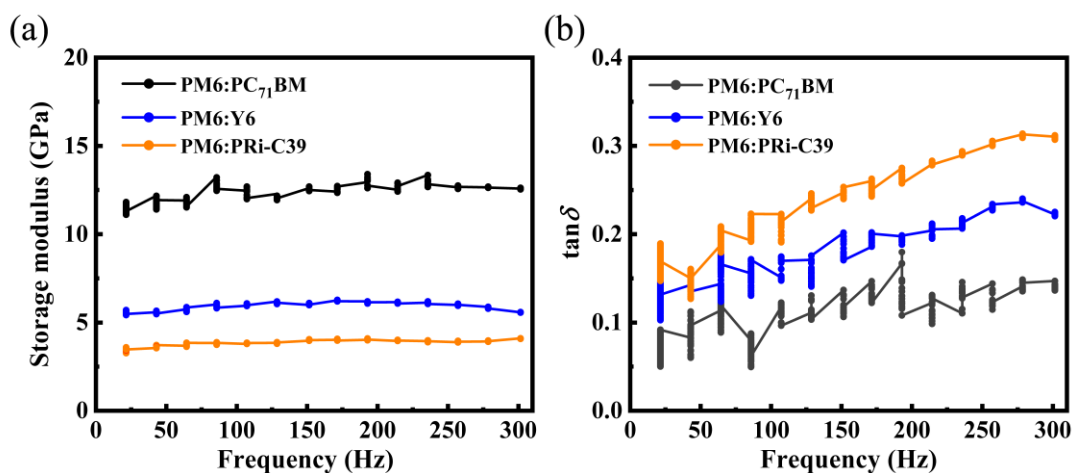 (a)
20
15
10
5
0
Storage modulus (GPa)
PM6:PC₇₁BM
PM6:Y6
PM6:PRi-C39
0 50 100 150 200 250 300
Frequency (Hz)
(b)
0.4
0.3
0.2
0.1
0.0
tanδ
PM6:PC₇₁BM
PM6:Y6
PM6:PRi-C39
0 50 100 150 200 250 300
Frequency (Hz)